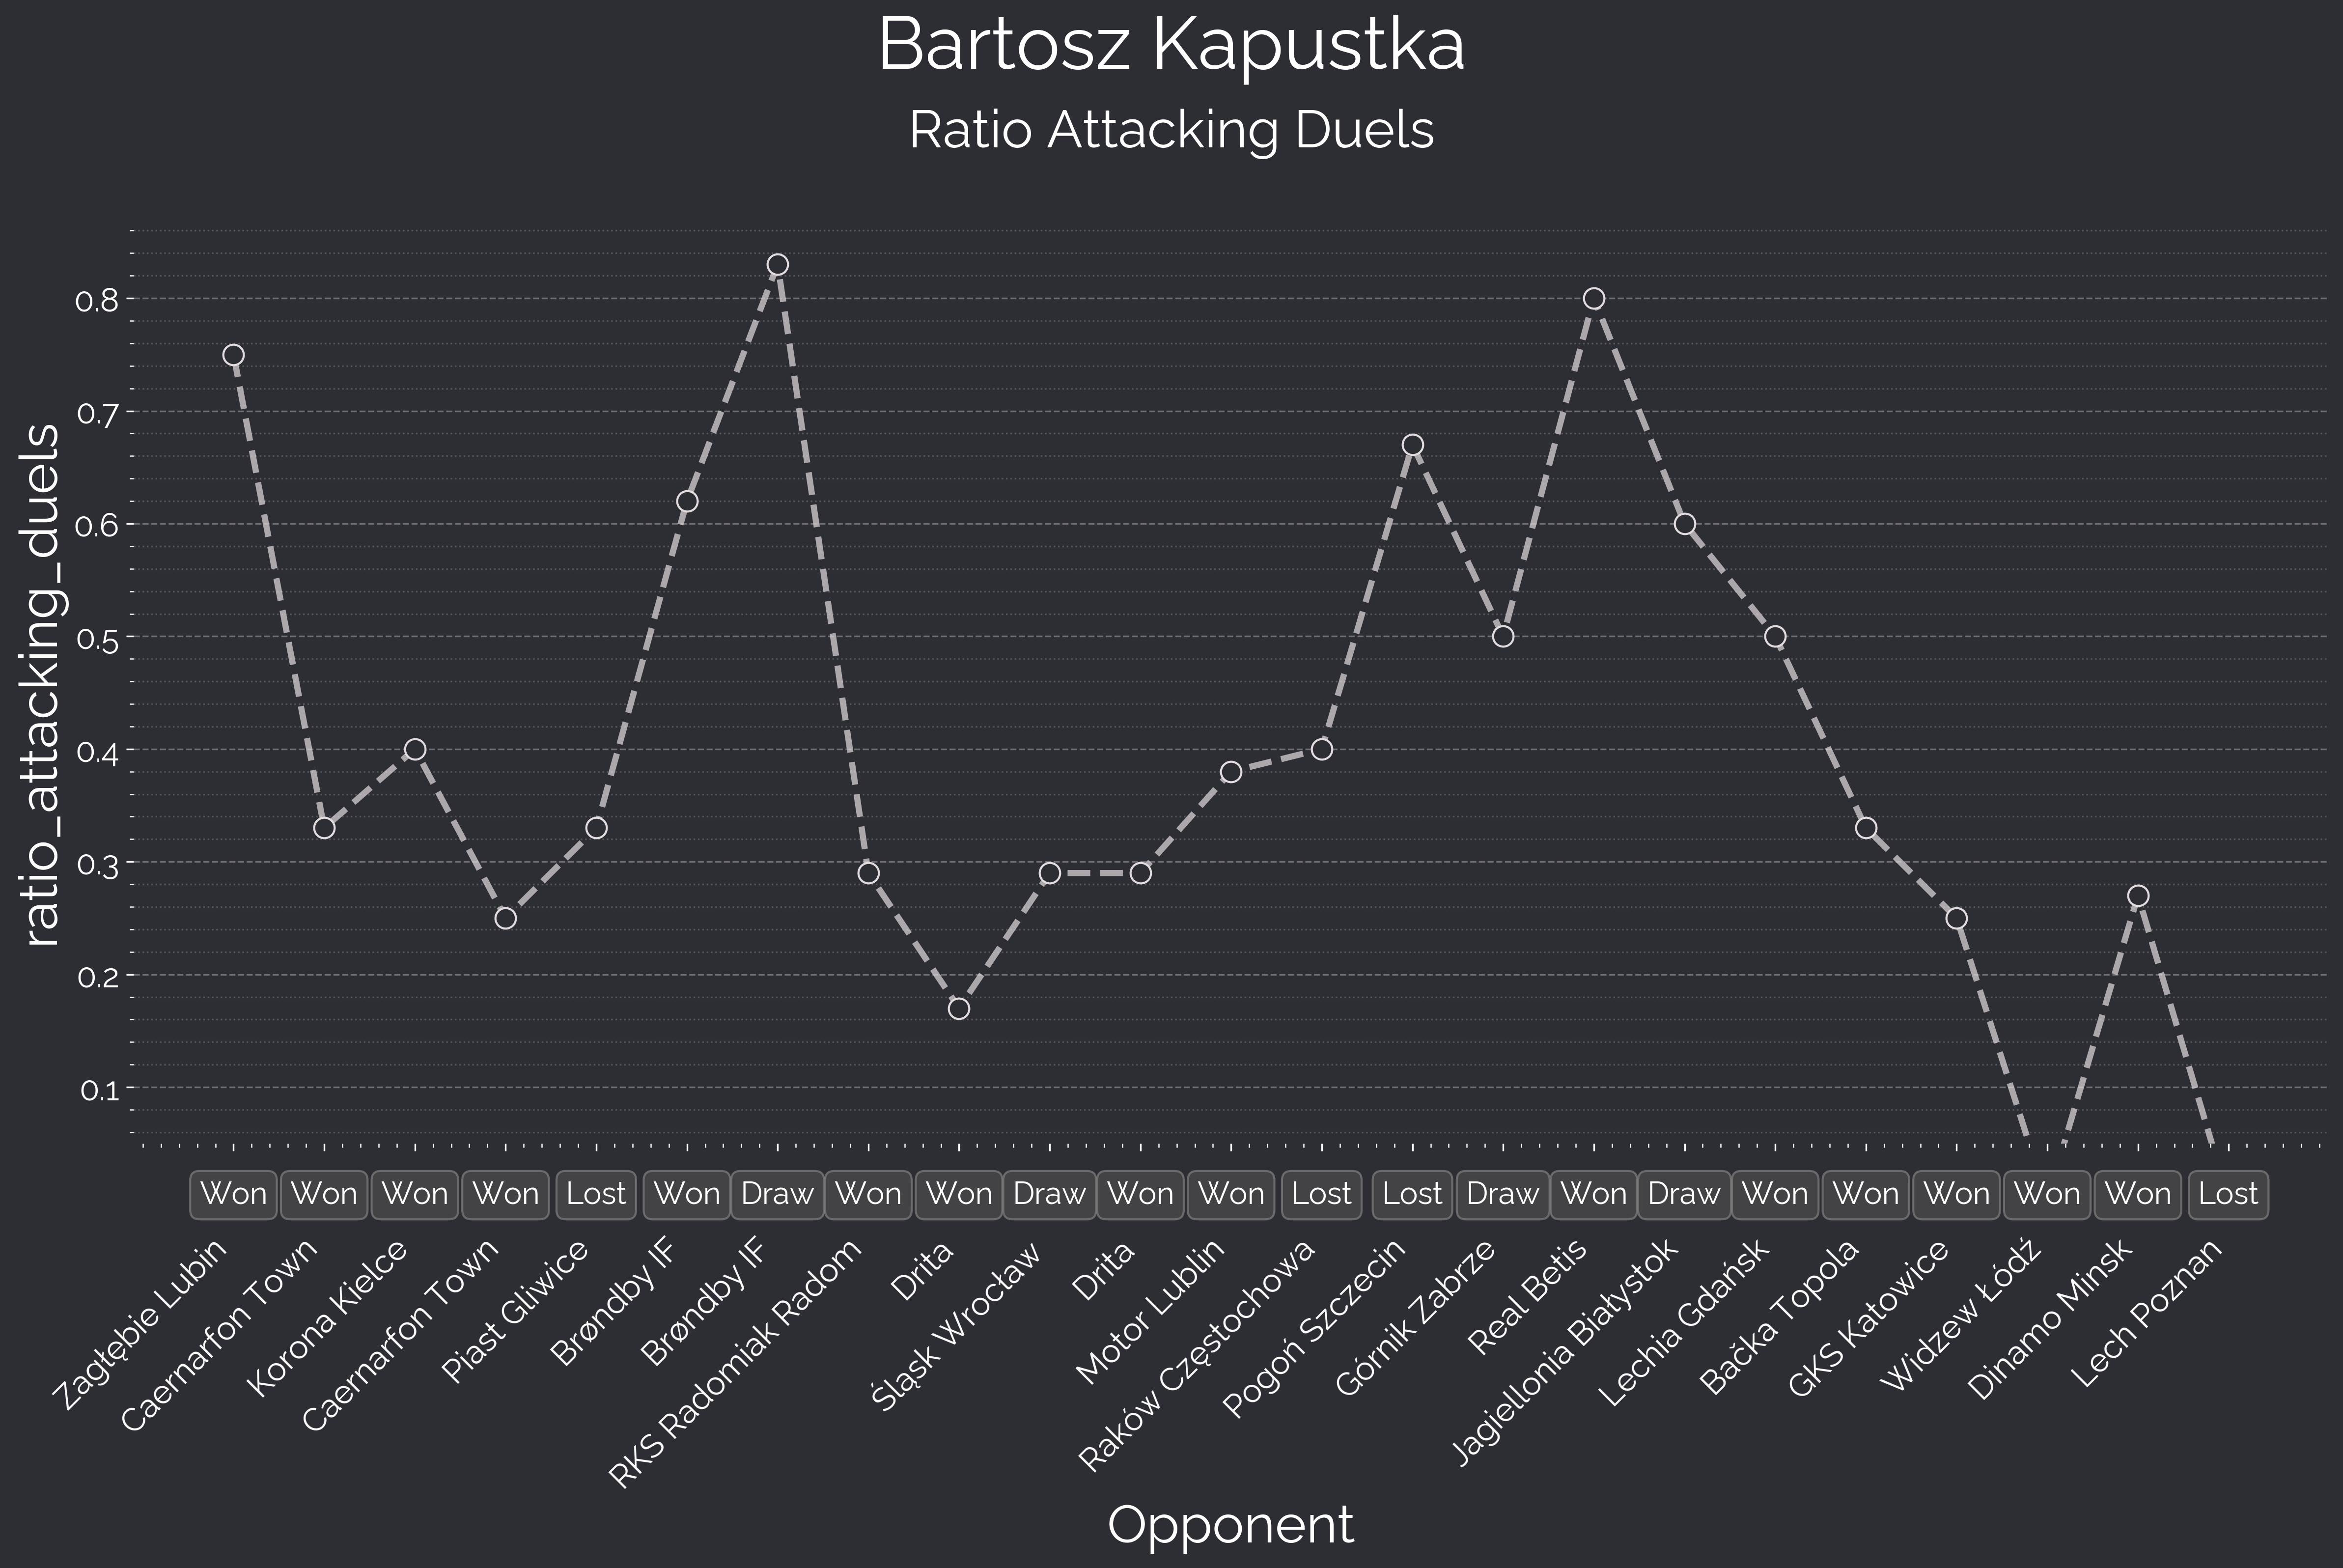 Bartosz Kapustka
Ratio Attacking Duels
ratio_attacking_duels
0.8
0.7
0.6
0.5
0.4
0.3
0.2
0.1
Won Won Won Won Lost Won Draw Won Won Draw Won Won Lost Lost Draw Won Draw Won Won Won Won Won Lost
Zagłębie Lubin
Caernarfon Town
Korona Kielce
Caernarfon Town
Piast Gliwice
Brøndby IF
Brøndby IF
RKS Radomiak Radom
Drita
Śląsk Wrocław
Drita
Motor Lublin
Raków Częstochowa
Pogoń Szczecin
Górnik Zabrze
Real Betis
Jagiellonia Białystok
Lechia Gdańsk
Bačka Topola
GKS Katowice
Widzew Łódź
Dinamo Minsk
Lech Poznan
Opponent